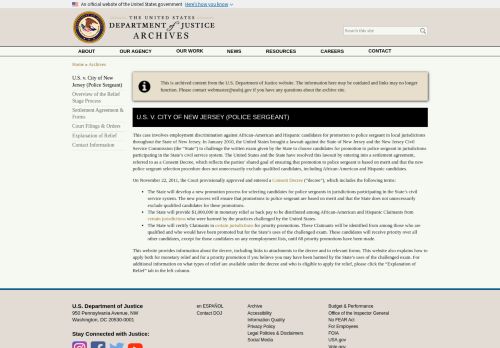 An official website of the United States government Here's how you know
THE UNITED STATES
DEPARTMENT of JUSTICE
ARCHIVES
Search this site
ABOUT
OUR AGENCY
OUR WORK
NEWS
RESOURCES
CAREERS
CONTACT
Home » Archives
U.S. v. City of New
Jersey (Police Sergeant)
Overview of the Relief
Stage Process
Settlement Agreement &
Forms
Court Filings & Orders
Explanation of Relief
Contact Information
This is archived content from the U.S. Department of Justice website. The information here may be outdated and links may no longer
function. Please contact webmaster@usdoj.gov if you have any questions about the archive site.
U.S. V. CITY OF NEW JERSEY (POLICE SERGEANT)
This case involves employment discrimination against African-American and Hispanic candidates for promotion to police sergeant in local jurisdictions
throughout the State of New Jersey. In January 2010, the United States brought a lawsuit against the State of New Jersey and the New Jersey Civil
Service Commission (the "State") to challenge the written exam given by the State to choose candidates for promotion to police sergeant in jurisdictions
participating in the State's civil service system. The United States and the State have resolved this lawsuit by entering into a settlement agreement,
referred to as a Consent Decree, which reflects the parties' shared goal of ensuring that promotion to police sergeant is based on merit and that the new
police sergeant selection procedure does not unnecessarily exclude qualified candidates, including African-American and Hispanic candidates.
On November 22, 2011, the Court provisionally approved and entered a Consent Decree ("decree"), which includes the following terms:
• The State will develop a new promotion process for selecting candidates for police sergeants in jurisdictions participating in the State's civil
service system. The new process will ensure that promotions to police sergeant are based on merit and that the State does not unnecessarily
exclude qualified candidates for these promotions.
• The State will provide $1,000,000 in monetary relief as back pay to be distributed among African-American and Hispanic Claimants from
certain jurisdictions who were harmed by the practices challenged by the United States.
• The State will certify Claimants in certain jurisdictions for priority promotions. These Claimants will be identified from among those who are
qualified and who would have been promoted but for the State's uses of the challenged exam. These candidates will receive priority over all
other candidates, except for those candidates on any reemployment lists, until 68 priority promotions have been made.
This website provides information about the decree, including links to attachments to the decree and to relevant forms. This website also explains how to
apply both for monetary relief and for a priority promotion if you believe you may have been harmed by the State's uses of the challenged exam. For
additional information on what types of relief are available under the decree and who is eligible to apply for relief, please click the "Explanation of
Relief" tab in the left column.
U.S. Department of Justice
950 Pennsylvania Avenue, NW
Washington, DC 20530-0001
Stay Connected with Justice:
en ESPAÑOL
Contact DOJ
Archive
Accessibility
Information Quality
Privacy Policy
Legal Policies & Disclaimers
Social Media
Budget & Performance
Office of the Inspector General
No FEAR Act
For Employees
FOIA
USA.gov
Vote.gov